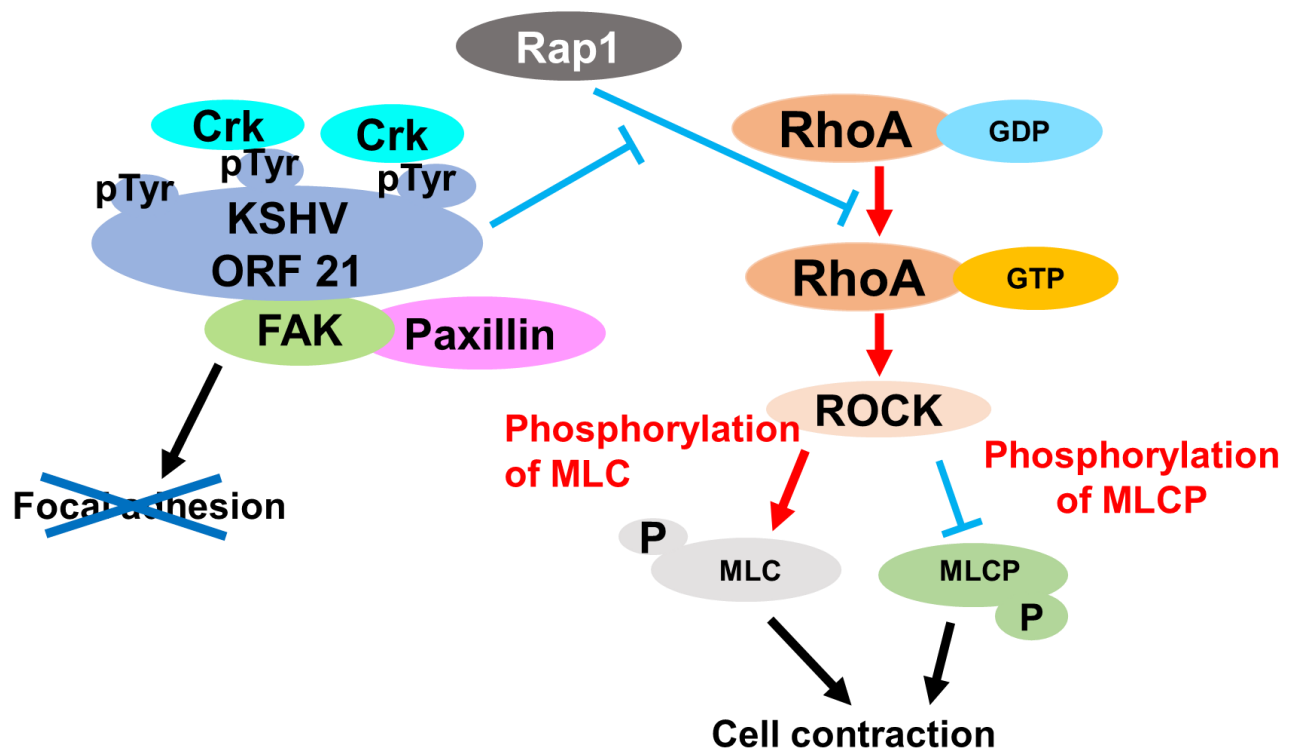 Rap1
Crk
Crk
pTyr
pTyr
pTyr
KSHV
ORF 21
FAK
Paxillin
Focal adhesion
RhoA
GDP
RhoA
GTP
ROCK
Phosphorylation
of MLC
Phosphorylation
of MLCP
P
MLC
MLCP
P
Cell contraction